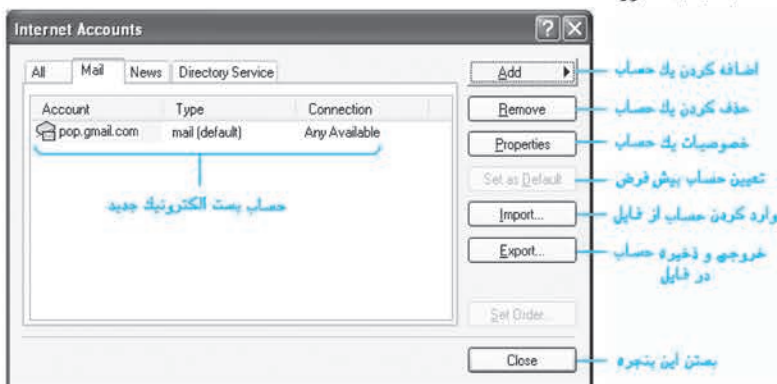 Internet Accounts
All Mail News Directory Service
Account Type Connection
pop.gmail.com mail (default) Any Available
حساب پست الکترونیک جدید
Add
اضافه کردن یک حساب
Remove
حذف کردن یک حساب
Properties
خصوصیات یک حساب
Set as Default
تعیین حساب پیش فرض
Import...
وارد کردن حساب از فایل
Export...
خروجی و ذخیره حساب
در فایل
Set Order...
Close
بستن این پنجره